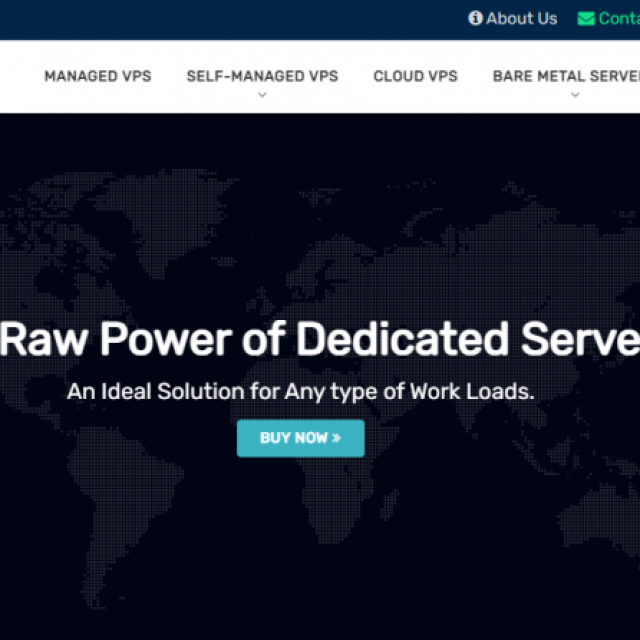 About Us Conta
MANAGED VPS SELF-MANAGED VPS CLOUD VPS BARE METAL SERVE
Raw Power of Dedicated Serve
An Ideal Solution for Any type of Work Loads.
BUY NOW »